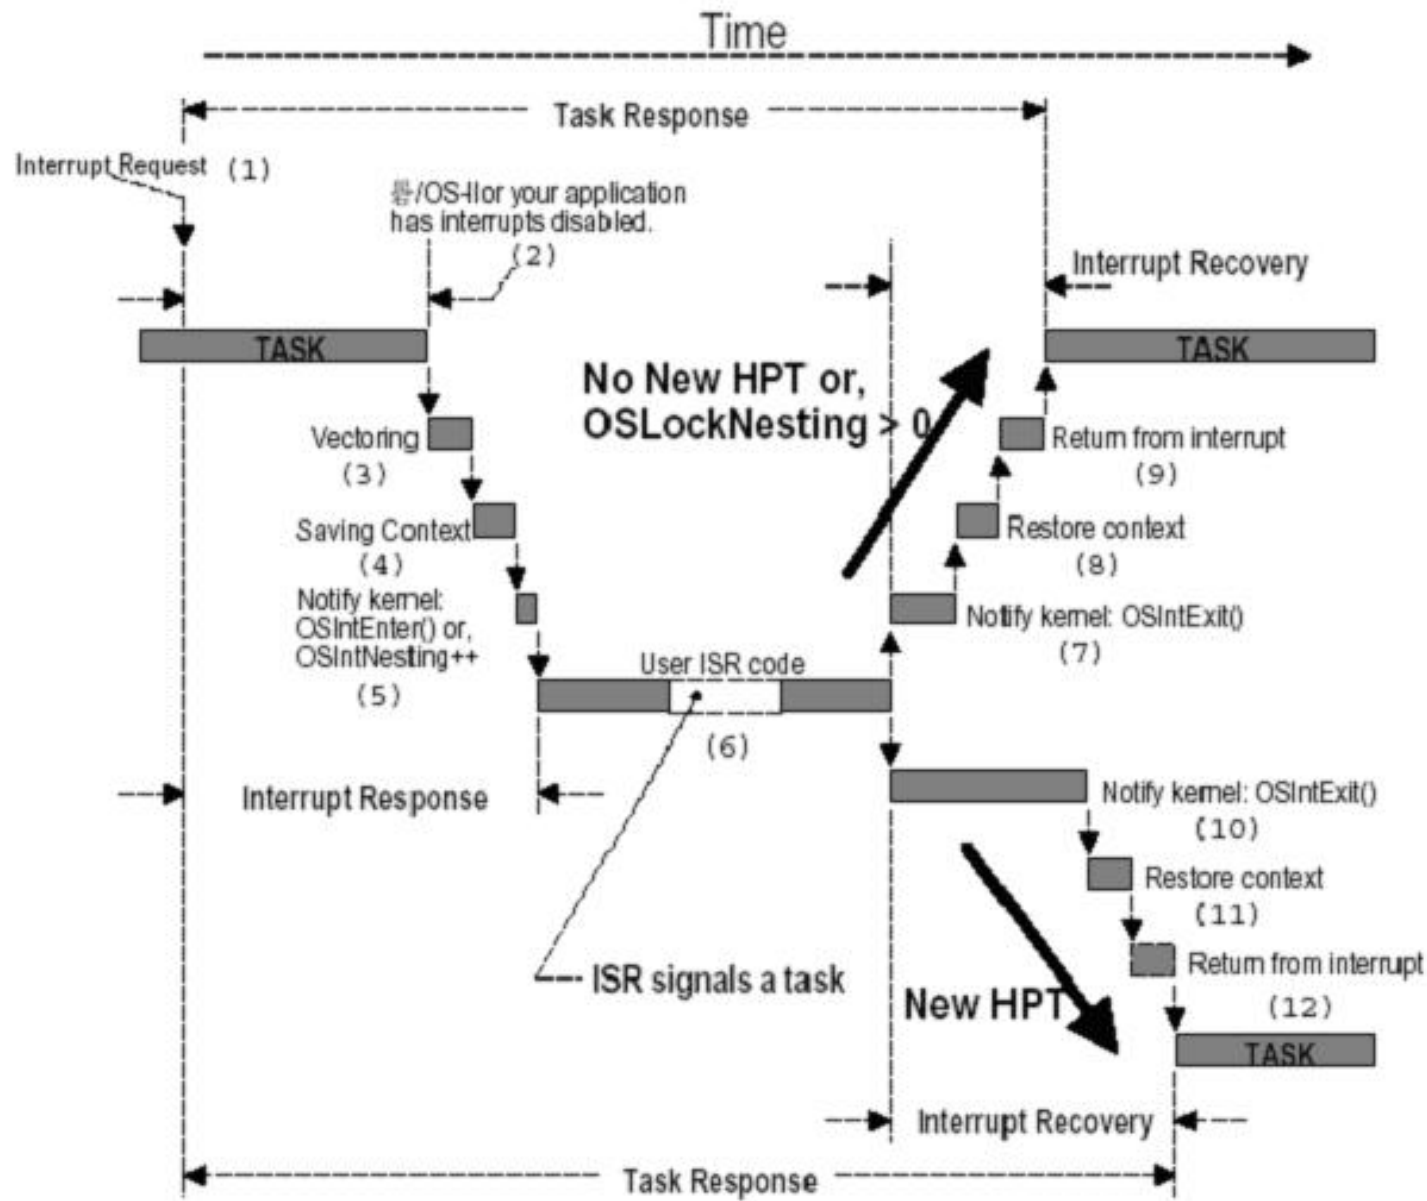 Time
Task Response
Interrupt Request (1)
쁩/OS-II or your application
has interrupts disabled.
(2)
Interrupt Recovery
TASK
TASK
No New HPT or,
OSLockNesting > 0
Vectoring
(3)
Return from interrupt
(9)
Saving Context
(4)
Restore context
(8)
Notify kernel:
OSIntEnter() or,
OSIntNesting++
(5)
Notify kernel: OSIntExit()
(7)
User ISR code
(6)
Interrupt Response
Notify kernel: OSIntExit()
(10)
Restore context
(11)
ISR signals a task
Return from interrupt
(12)
New HPT
TASK
Interrupt Recovery
Task Response